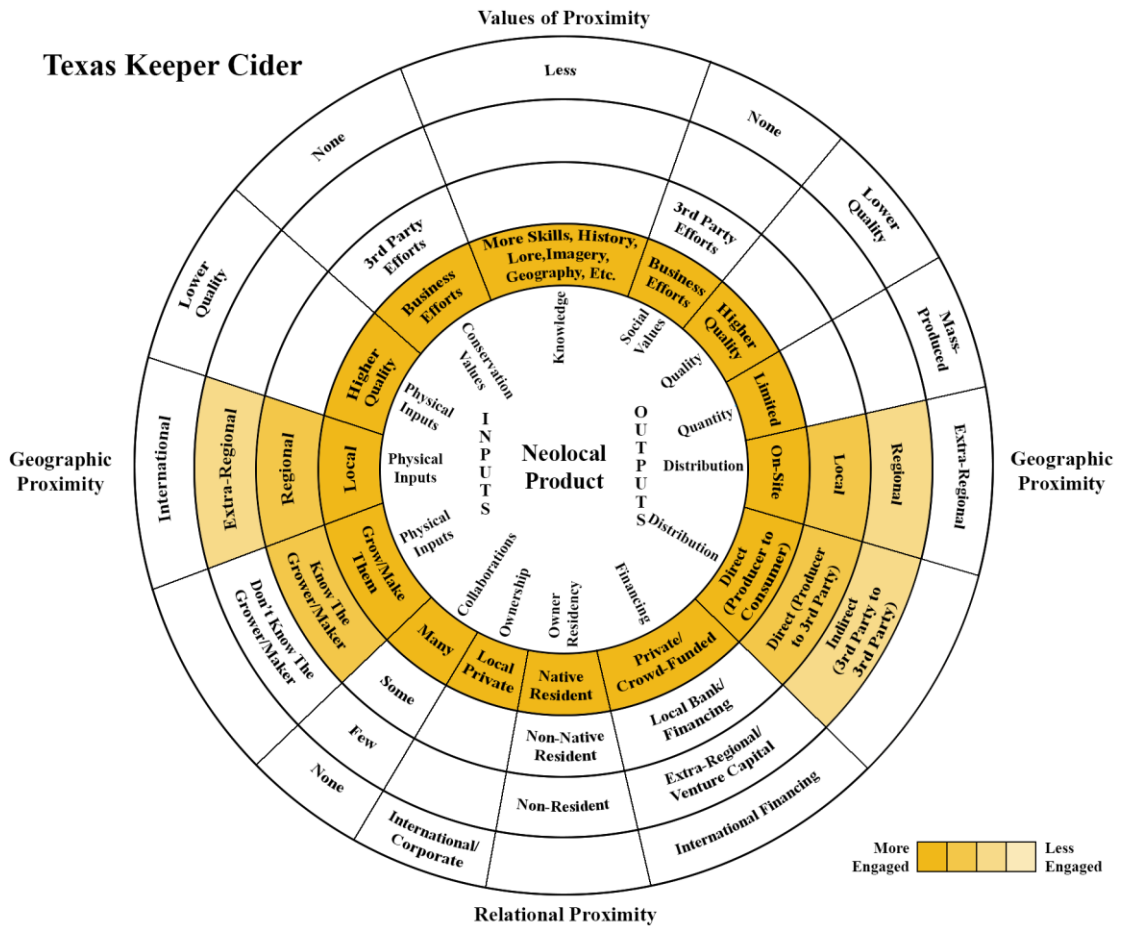 Values of Proximity
Texas Keeper Cider
Less
None
None
Lower
Quality
Lower
Quality
Mass-
Produced
3rd Party
Efforts
3rd Party
Efforts
Business
Efforts
More Skills, History,
Lore,Imagery,
Geography, Etc.
Business
Efforts
Higher
Quality
Higher
Quality
Limited
Conservation
Values
Knowledge
Social
Values
Quality
Quantity
Distribution
Distribution
Physical
Inputs
Physical
Inputs
Physical
Inputs
INPUTS
Neolocal
Product
OUTPUTS
Geographic
Proximity
International
Extra-Regional
Regional
Local
On-Site
Local
Regional
Extra-Regional
Geographic
Proximity
Collaborations
Ownership
Owner
Residency
Financing
Grow/Make
Them
Know The
Grower/Maker
Don't Know The
Grower/Maker
Direct
(Producer to
Consumer)
Direct (Producer
to 3rd Party)
Indirect
(3rd Party to
3rd Party)
Many
Some
Few
None
Local
Private
International/
Corporate
Native
Resident
Non-Native
Resident
Non-Resident
Private/
Crowd-Funded
Local Bank/
Financing
Extra-Regional/
Venture Capital
International Financing
More
Engaged
Less
Engaged
Relational Proximity